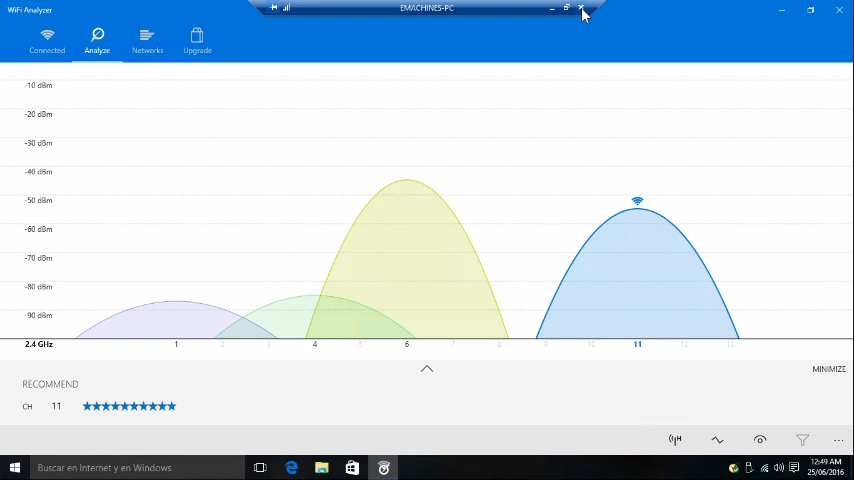 WiFi Analyzer
EMACHINES-PC
Connected
Analyze
Networks
Upgrade
-10 dBm
-20 dBm
-30 dBm
-40 dBm
-50 dBm
-60 dBm
-70 dBm
-80 dBm
-90 dBm
2.4 GHz 1 2 3 4 5 6 7 8 9 10 11 12 13
MINIMIZE
RECOMMEND
CH 11 ★★★★★★★★★★
Buscar en Internet y en Windows
12:49 AM
25/06/2016